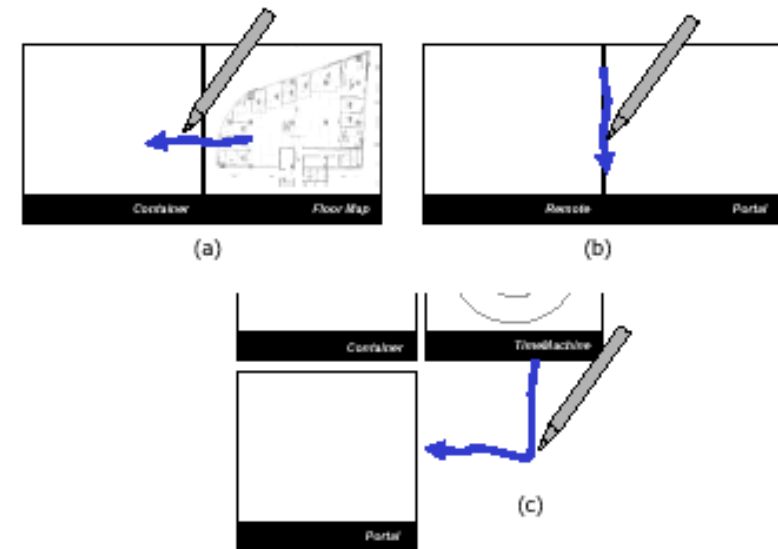 Container Floor Map
Remote Portal
(a)
(b)
Container TimeMachine
(c)
Portal